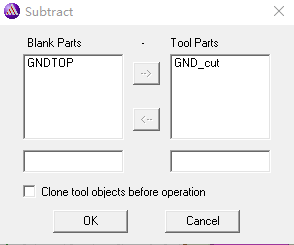 Subtract
Blank Parts - Tool Parts
GNDTOP GND_cut
-->
<--
Clone tool objects before operation
OK Cancel